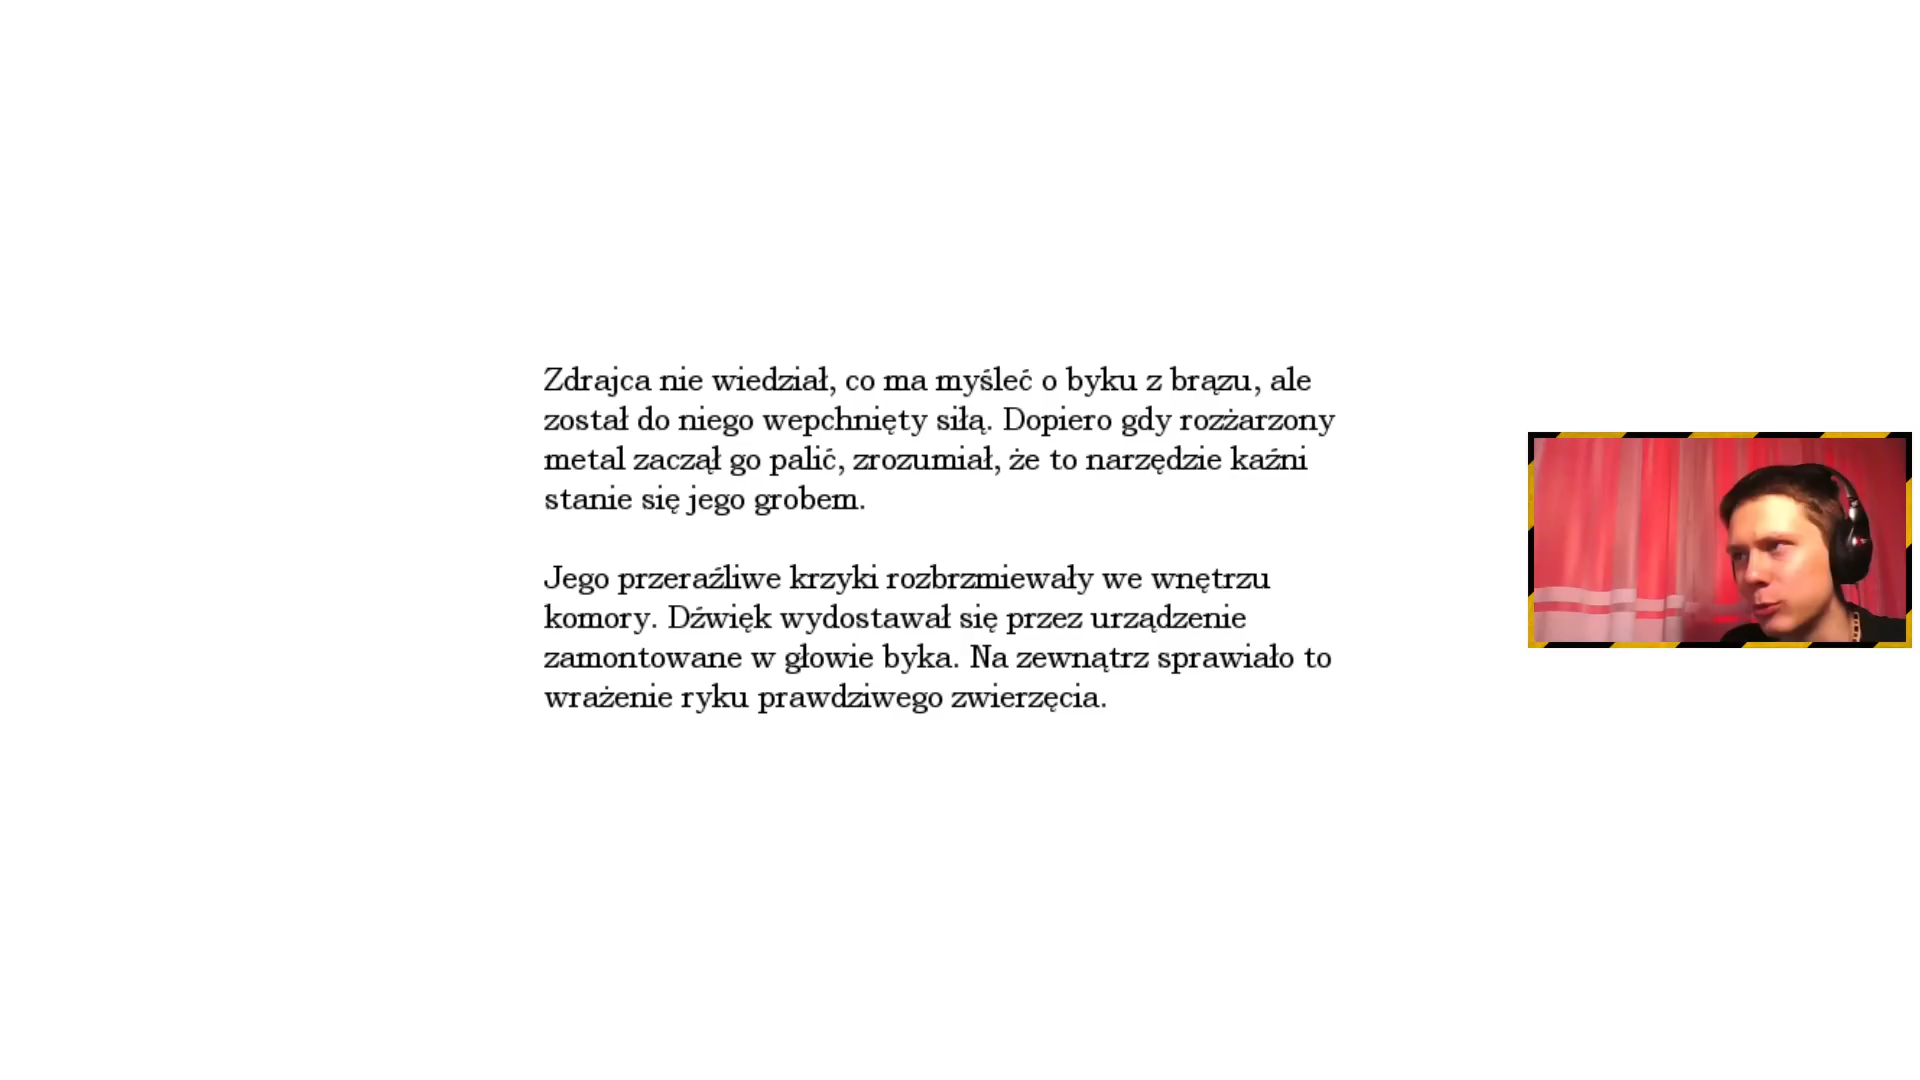 Zdrajca nie wiedział, co ma myśleć o byku z brązu, ale
został do niego wepchnięty siłą. Dopiero gdy rozżarzony
metal zaczął go palić, zrozumiał, że to narzędzie kaźni
stanie się jego grobem.
Jego przeraźliwe krzyki rozbrzmiewały we wnętrzu
komory. Dźwięk wydostawał się przez urządzenie
zamontowane w głowie byka. Na zewnątrz sprawiało to
wrażenie ryku prawdziwego zwierzęcia.